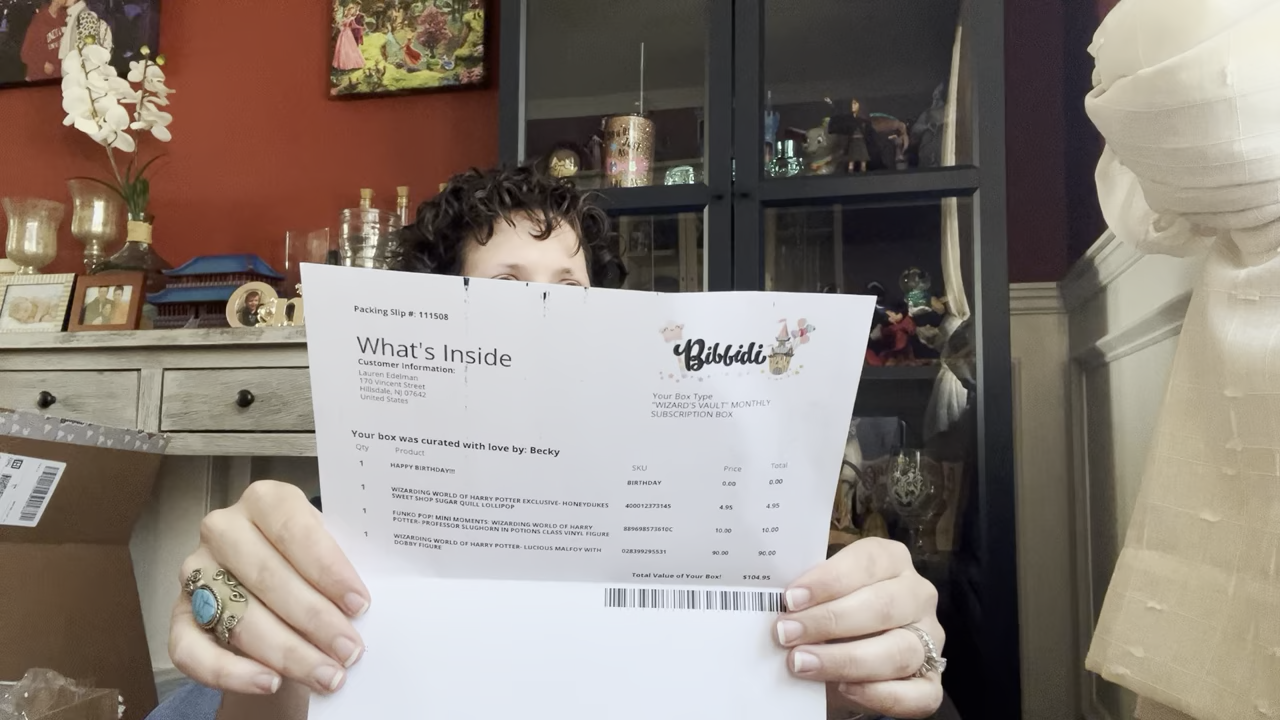 Packing Slip #: 111508
What's Inside
Customer Information:
Lauren Edelman
170 Vincent Street
Hillsdale, NJ 07642
United States
Bibbidi
Your Box Type
"WIZARD'S VAULT" MONTHLY
SUBSCRIPTION BOX
Your box was curated with love by: Becky
Qty Product SKU Price Total
1 HAPPY BIRTHDAY!!! BIRTHDAY 0.00 0.00
1 WIZARDING WORLD OF HARRY POTTER EXCLUSIVE- HONEYDUKES
SWEET SHOP SUGAR QUILL LOLLIPOP 400012373145 4.95 4.95
1 FUNKO POP! MINI MOMENTS: WIZARDING WORLD OF HARRY
POTTER- PROFESSOR SLUGHORN IN POTIONS CLASS VINYL FIGURE 889698573610C 10.00 10.00
1 WIZARDING WORLD OF HARRY POTTER- LUCIOUS MALFOY WITH
DOBBY FIGURE 028399295531 90.00 90.00
Total Value of Your Box! $104.95